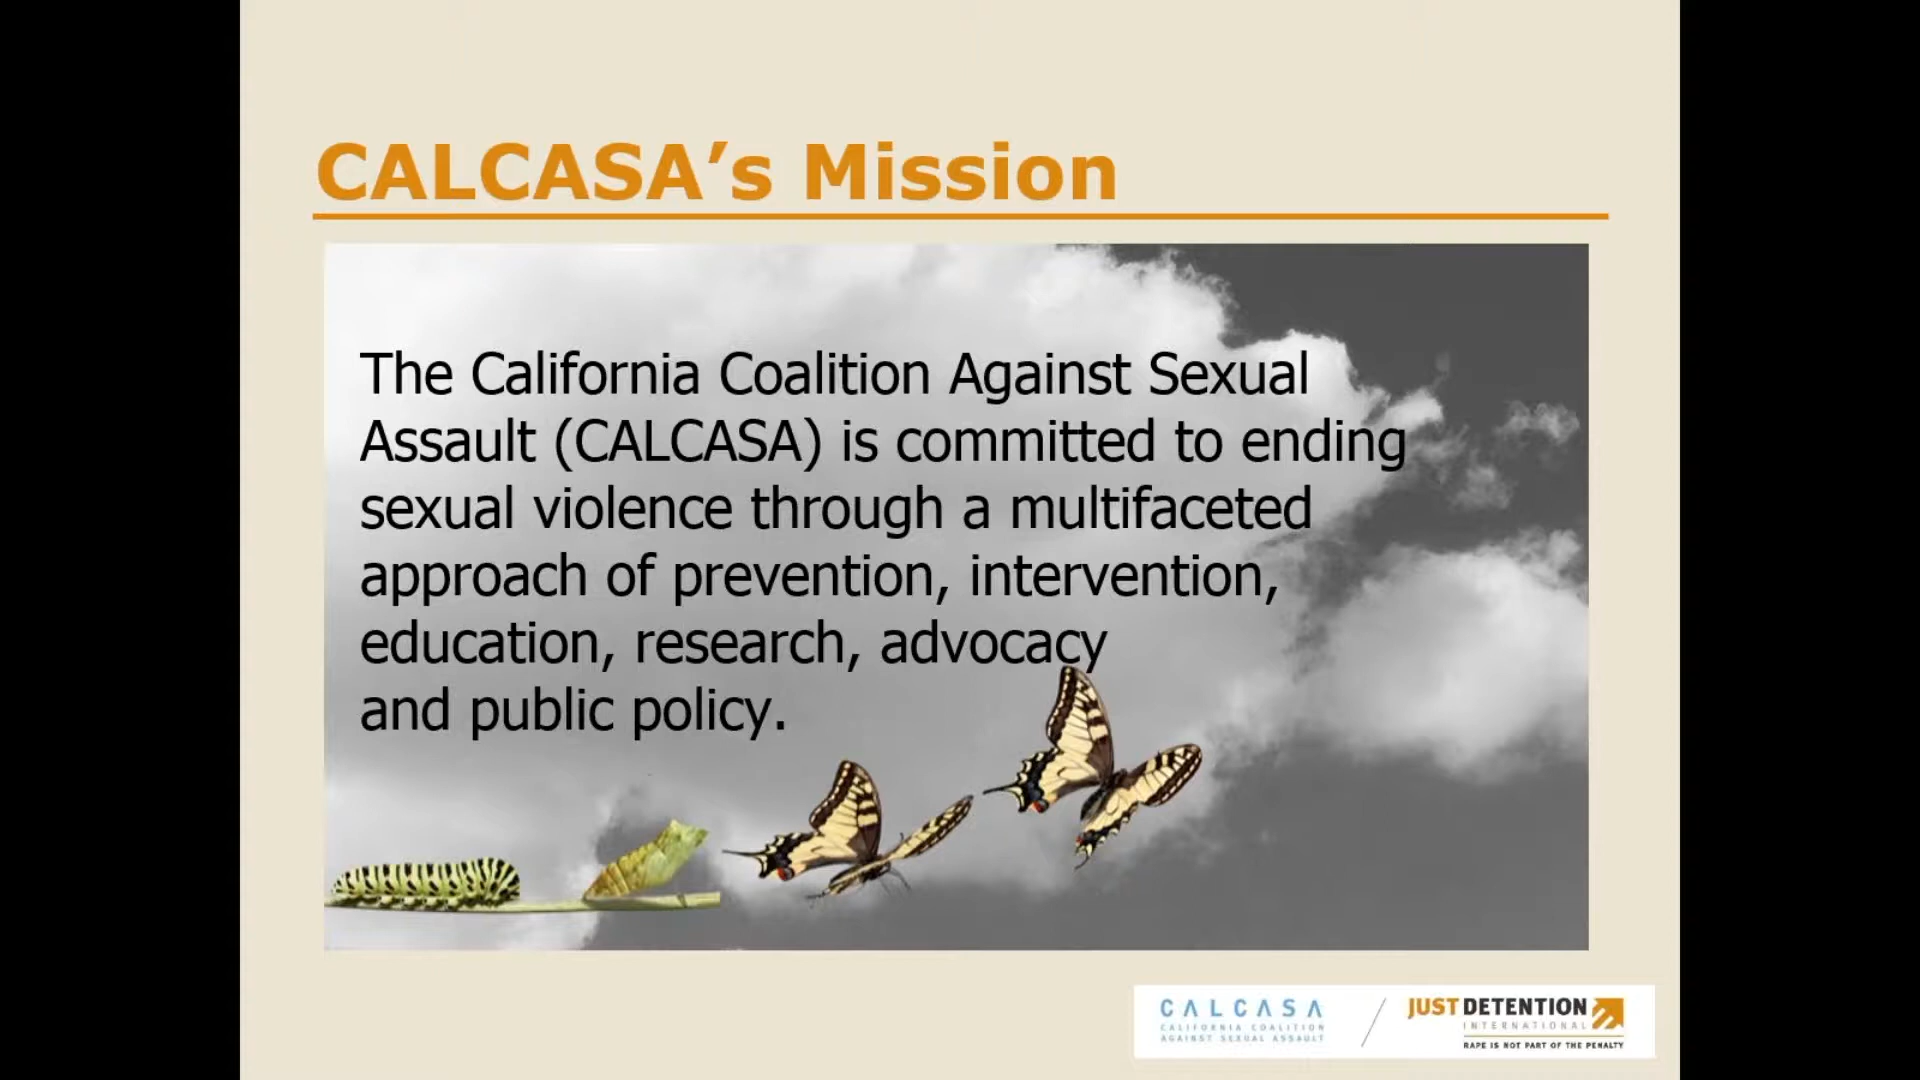 CALCASA’s Mission
The California Coalition Against Sexual
Assault (CALCASA) is committed to ending
sexual violence through a multifaceted
approach of prevention, intervention,
education, research, advocacy
and public policy.
CALCASA
CALIFORNIA COALITION
AGAINST SEXUAL ASSAULT
JUST DETENTION
INTERNATIONAL
RAPE IS NOT PART OF THE PENALTY